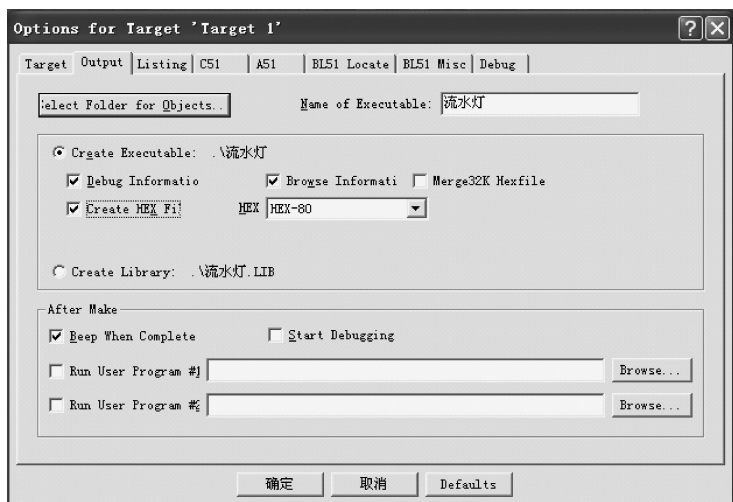 Options for Target 'Target 1'
Target Output Listing C51 A51 BL51 Locate BL51 Misc Debug
elect Folder for Objects.. Name of Executable: 流水灯
Create Executable: .\流水灯
Debug Informatio Browse Informati Merge32K Hexfile
Create HEX Fi HEX HEX-80
Create Library: .\流水灯.LIB
After Make
Beep When Complete Start Debugging
Run User Program #1 Browse...
Run User Program #2 Browse...
确定 取消 Defaults